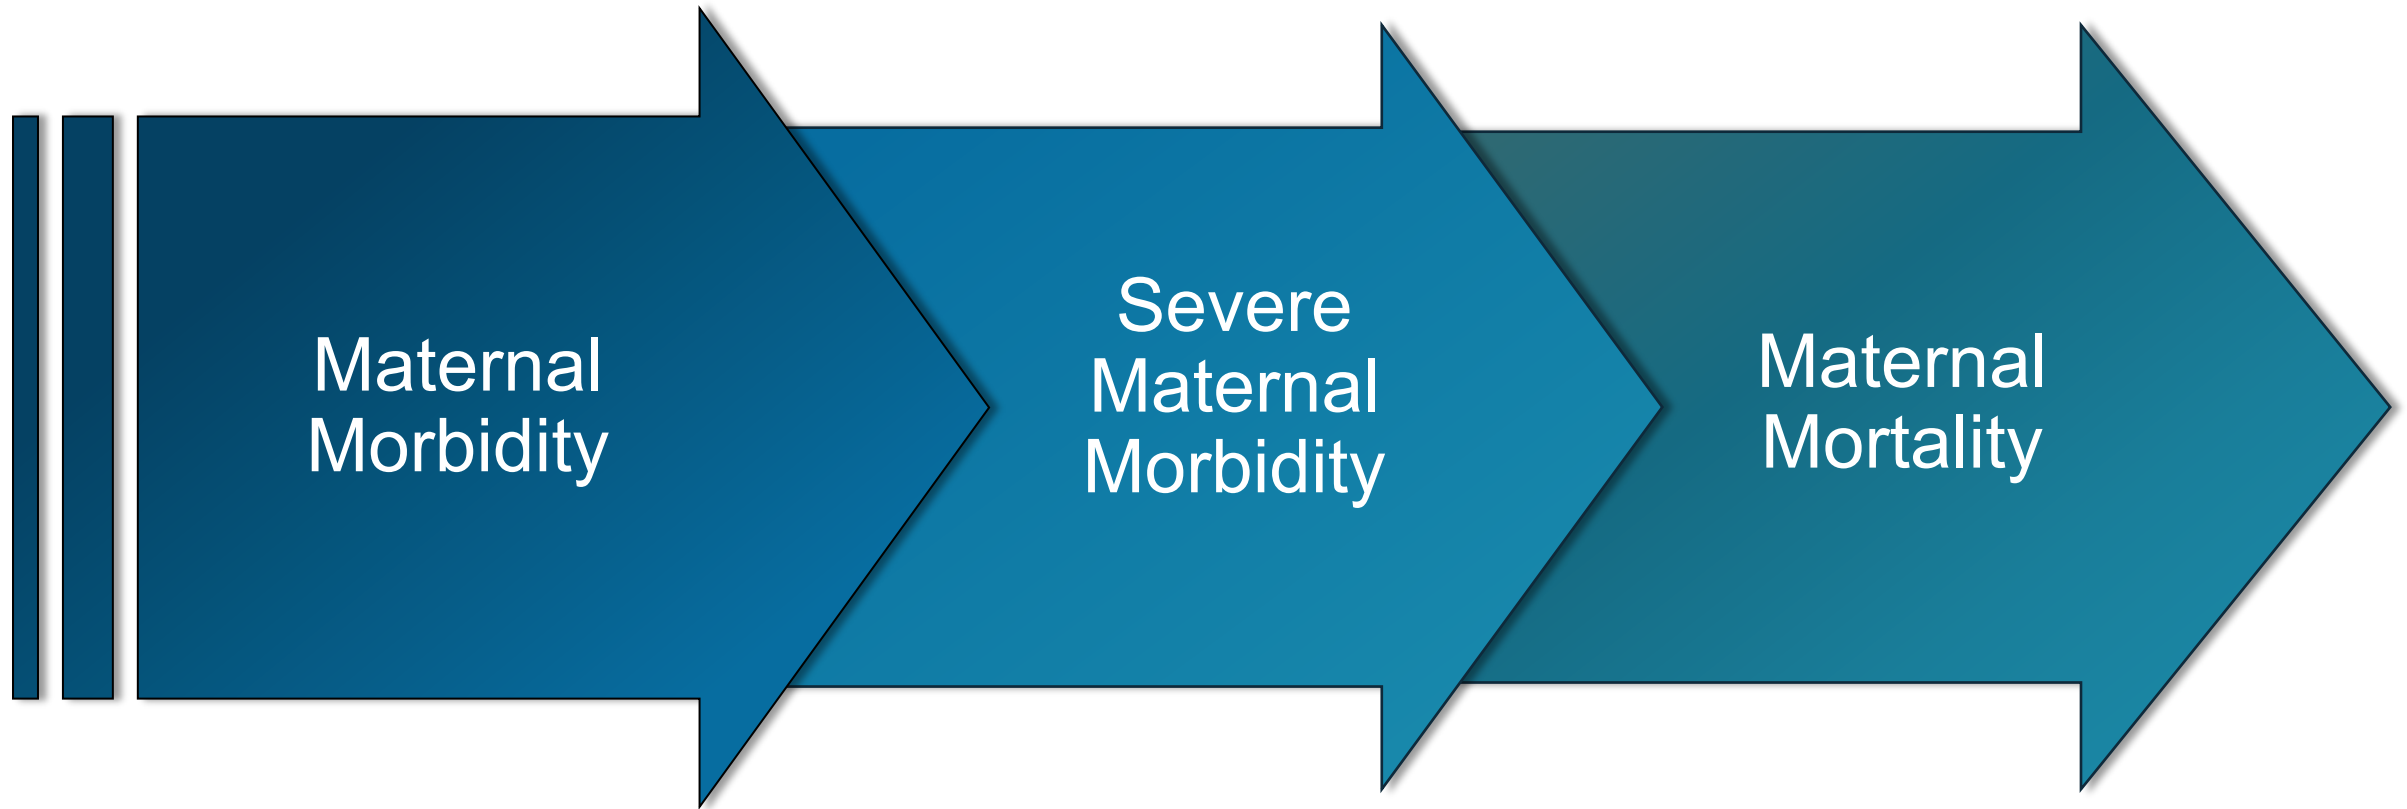 Maternal
Morbidity
Severe
Maternal
Morbidity
Maternal
Mortality